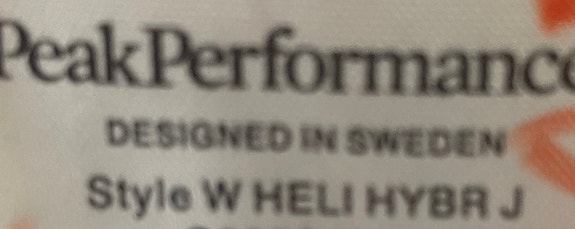 PeakPerformance
DESIGNED IN SWEDEN
Style W HELI HYBR J